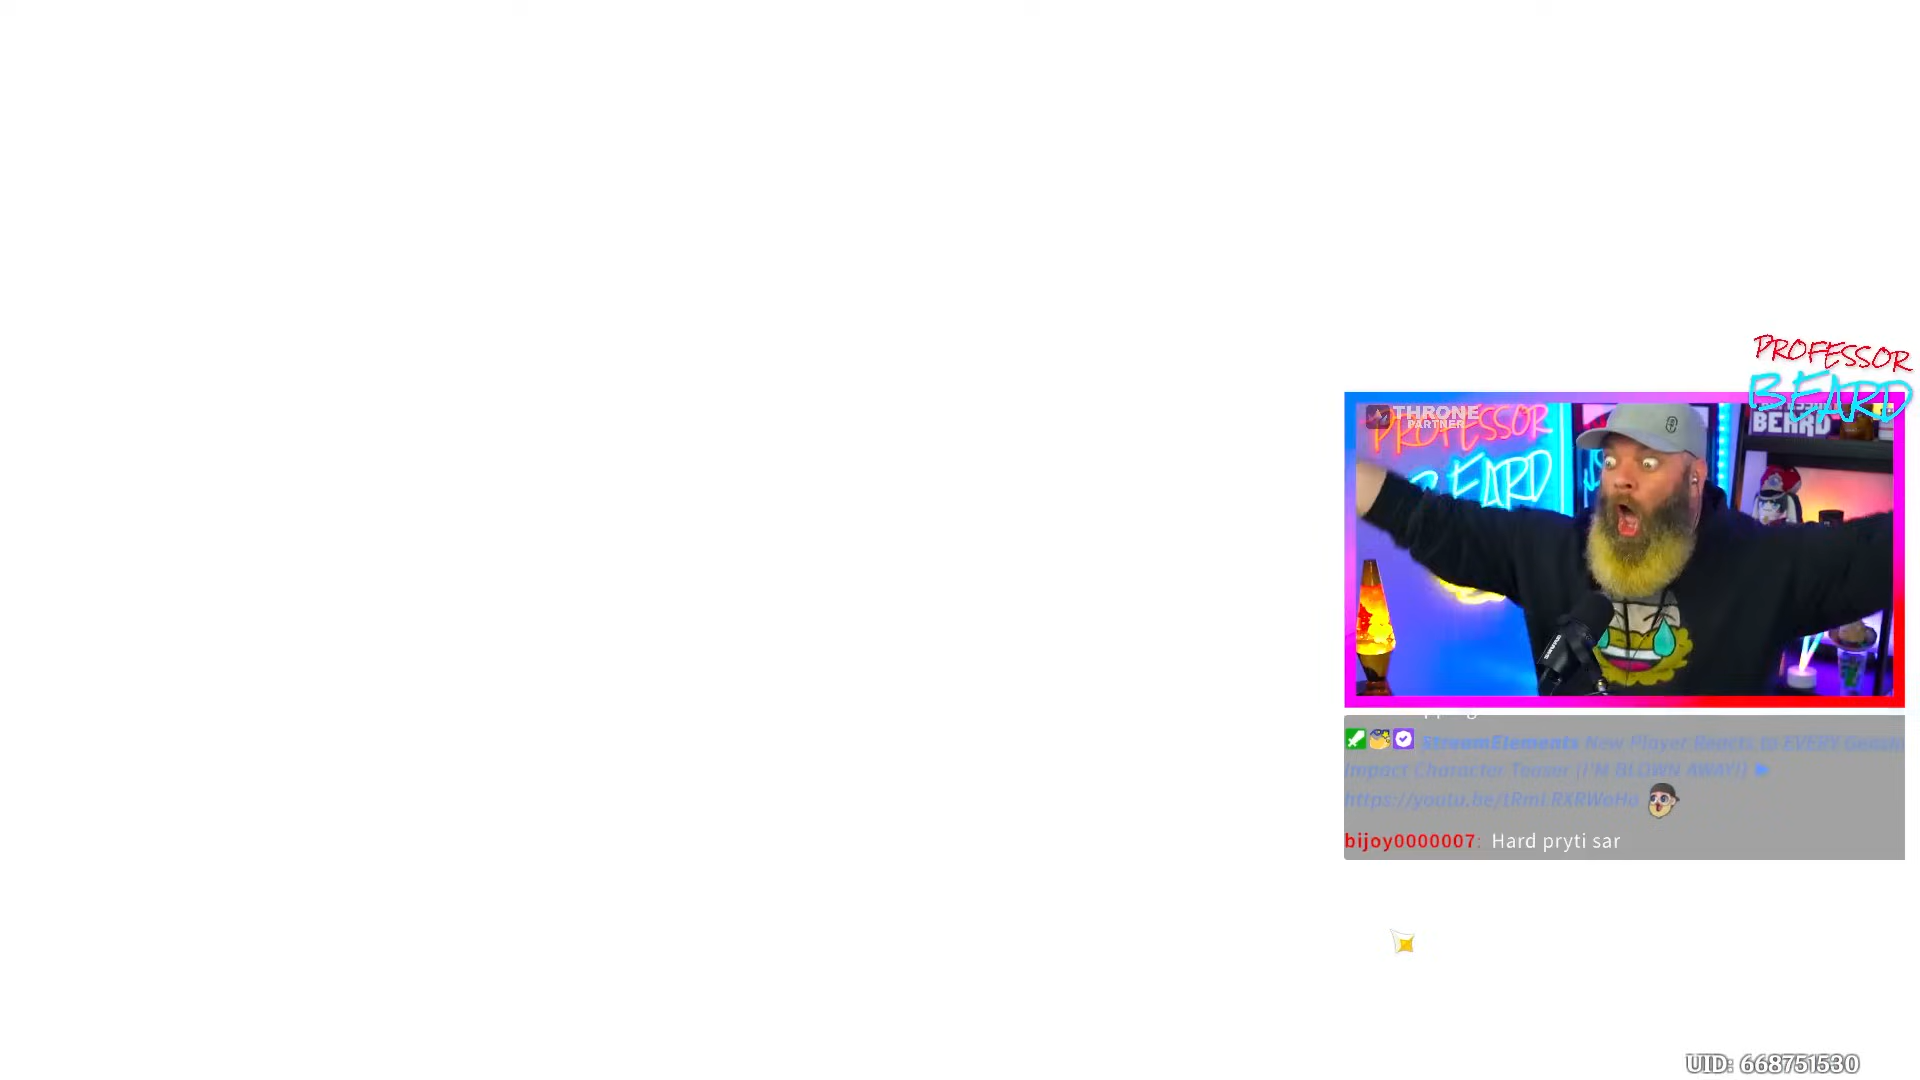 PROFESSOR
BEARD
THRONE
PARTNER
PROFESSOR
BEARD
BEARD
StreamElements New Player Reacts to EVERY Genshin
Impact Character Teaser (I'M BLOWN AWAY!)
bijoy0000007: Hard pryti sar
UID: 668751530